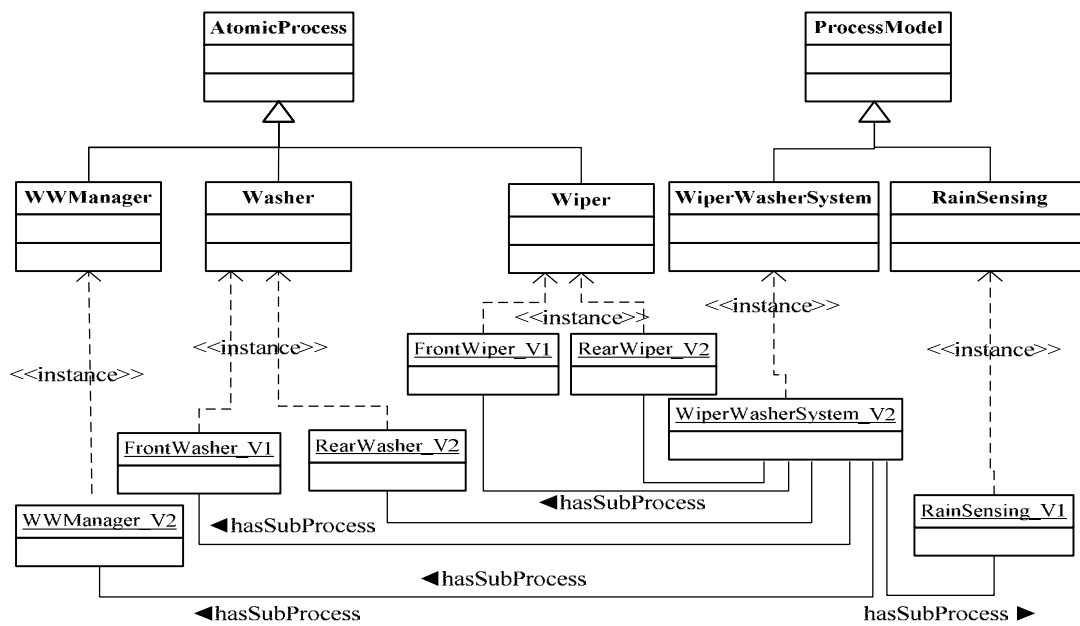 AtomicProcess
ProcessModel
WWManager
Washer
Wiper
WiperWasherSystem
RainSensing
<<instance>>
<<instance>>
<<instance>>
<<instance>>
<<instance>>
FrontWiper_V1
RearWiper_V2
WiperWasherSystem_V2
FrontWasher_V1
RearWasher_V2
WWManager_V2
RainSensing_V1
◄hasSubProcess
◄hasSubProcess
◄hasSubProcess
◄hasSubProcess
hasSubProcess ►